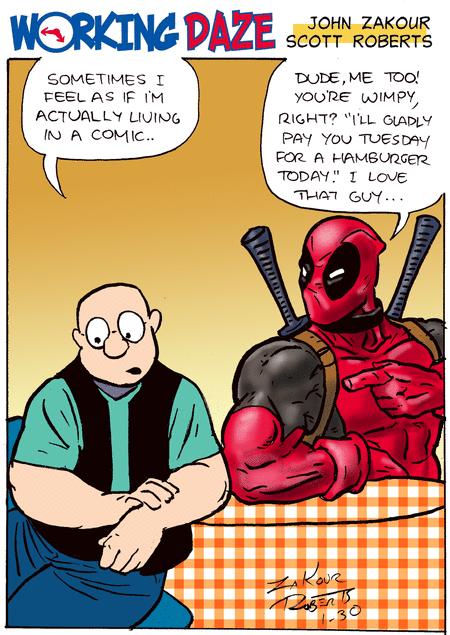 WORKING DAZE
JOHN ZAKOUR
SCOTT ROBERTS
SOMETIMES I
FEEL AS IF I'M
ACTUALLY LIVING
IN A COMIC..
DUDE, ME TOO!
YOU'RE WIMPY,
RIGHT? "I'LL GLADLY
PAY YOU TUESDAY
FOR A HAMBURGER
TODAY." I LOVE
THAT GUY...
ZAKOUR
ROBERTS
1-30